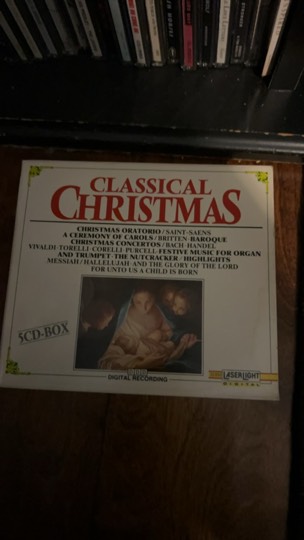 CLASSICAL
CHRISTMAS
CHRISTMAS ORATORIO/SAINT-SAENS
A CEREMONY OF CAROLS/BRITTEN·BAROQUE
CHRISTMAS CONCERTOS/BACH·HANDEL
VIVALDI·TORELLI·CORELLI·PURCELL·FESTIVE MUSIC FOR ORGAN
AND TRUMPET·THE NUTCRACKER/HIGHLIGHTS
MESSIAH/HALLELUJAH·AND THE GLORY OF THE LORD
FOR UNTO US A CHILD IS BORN
5CD-BOX
DIGITAL RECORDING
LASERLIGHT
DIGITAL